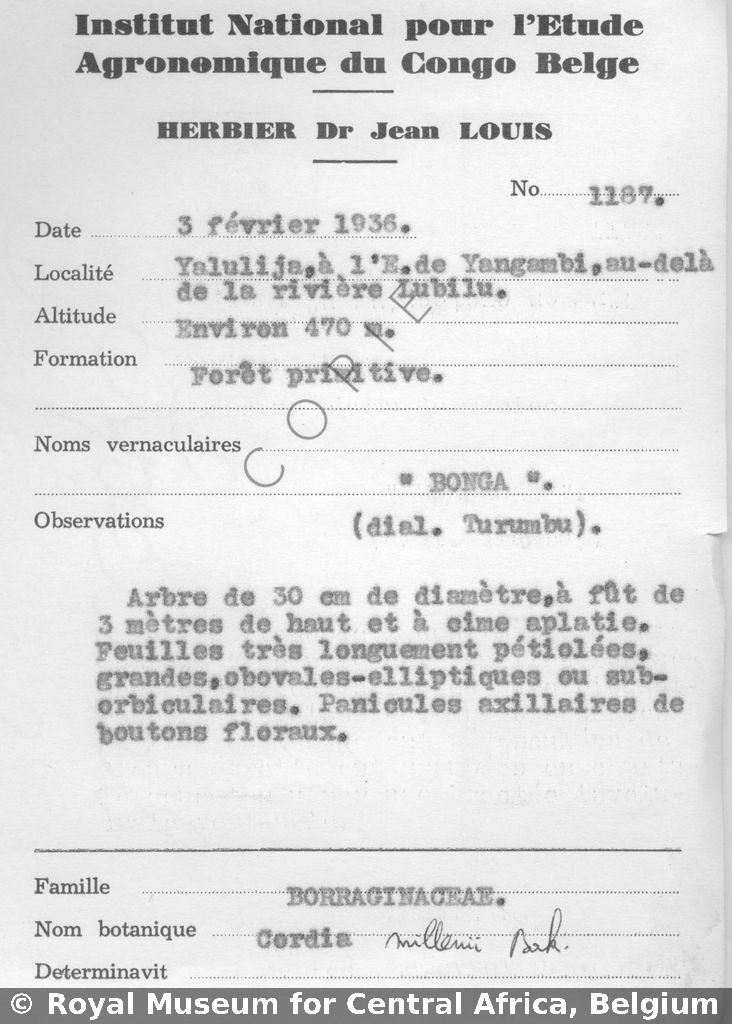 Institut National pour l'Etude
Agronomique du Congo Belge
HERBIER Dr Jean LOUIS
No 1187.
Date 3 février 1936.
Localité Yalulija,à l'E.de Yangambi,au-delà
de la rivière Lubilu.
Altitude Environ 470 m.
Formation Forêt primitive.
COPIE
Noms vernaculaires
" BONGA ".
Observations (dial. Turumbu).
Arbre de 30 cm de diamètre,à fût de
3 mètres de haut et à cime aplatie.
Feuilles très longuement pétiolées,
grandes,obovales-elliptiques ou sub-
orbiculaires. Panicules axillaires de
boutons floraux.
Famille BORRAGINACEAE.
Nom botanique Cordia millenii Bak.
Determinavit
© Royal Museum for Central Africa, Belgium